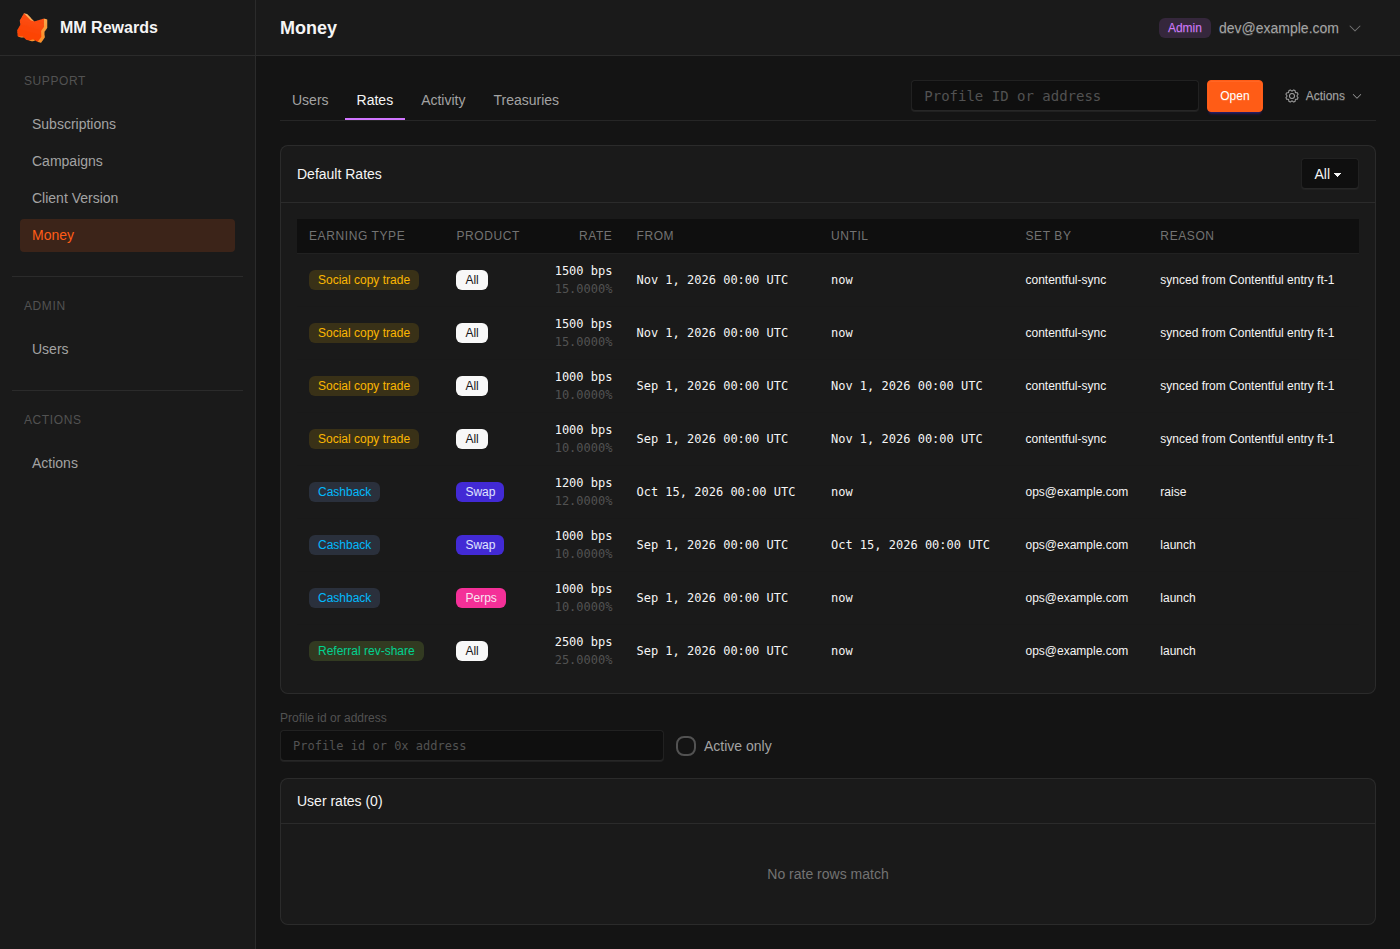 MM Rewards
Money
Admin dev@example.com
SUPPORT
Subscriptions
Campaigns
Client Version
Money
ADMIN
Users
ACTIONS
Actions
Users Rates Activity Treasuries
Profile ID or address Open Actions
Default Rates All
EARNING TYPE PRODUCT RATE FROM UNTIL SET BY REASON
Social copy trade All 1500 bps Nov 1, 2026 00:00 UTC now contentful-sync synced from Contentful entry ft-1
15.0000%
Social copy trade All 1500 bps Nov 1, 2026 00:00 UTC now contentful-sync synced from Contentful entry ft-1
15.0000%
Social copy trade All 1000 bps Sep 1, 2026 00:00 UTC Nov 1, 2026 00:00 UTC contentful-sync synced from Contentful entry ft-1
10.0000%
Social copy trade All 1000 bps Sep 1, 2026 00:00 UTC Nov 1, 2026 00:00 UTC contentful-sync synced from Contentful entry ft-1
10.0000%
Cashback Swap 1200 bps Oct 15, 2026 00:00 UTC now ops@example.com raise
12.0000%
Cashback Swap 1000 bps Sep 1, 2026 00:00 UTC Oct 15, 2026 00:00 UTC ops@example.com launch
10.0000%
Cashback Perps 1000 bps Sep 1, 2026 00:00 UTC now ops@example.com launch
10.0000%
Referral rev-share All 2500 bps Sep 1, 2026 00:00 UTC now ops@example.com launch
25.0000%
Profile id or address
Profile id or 0x address Active only
User rates (0)
No rate rows match